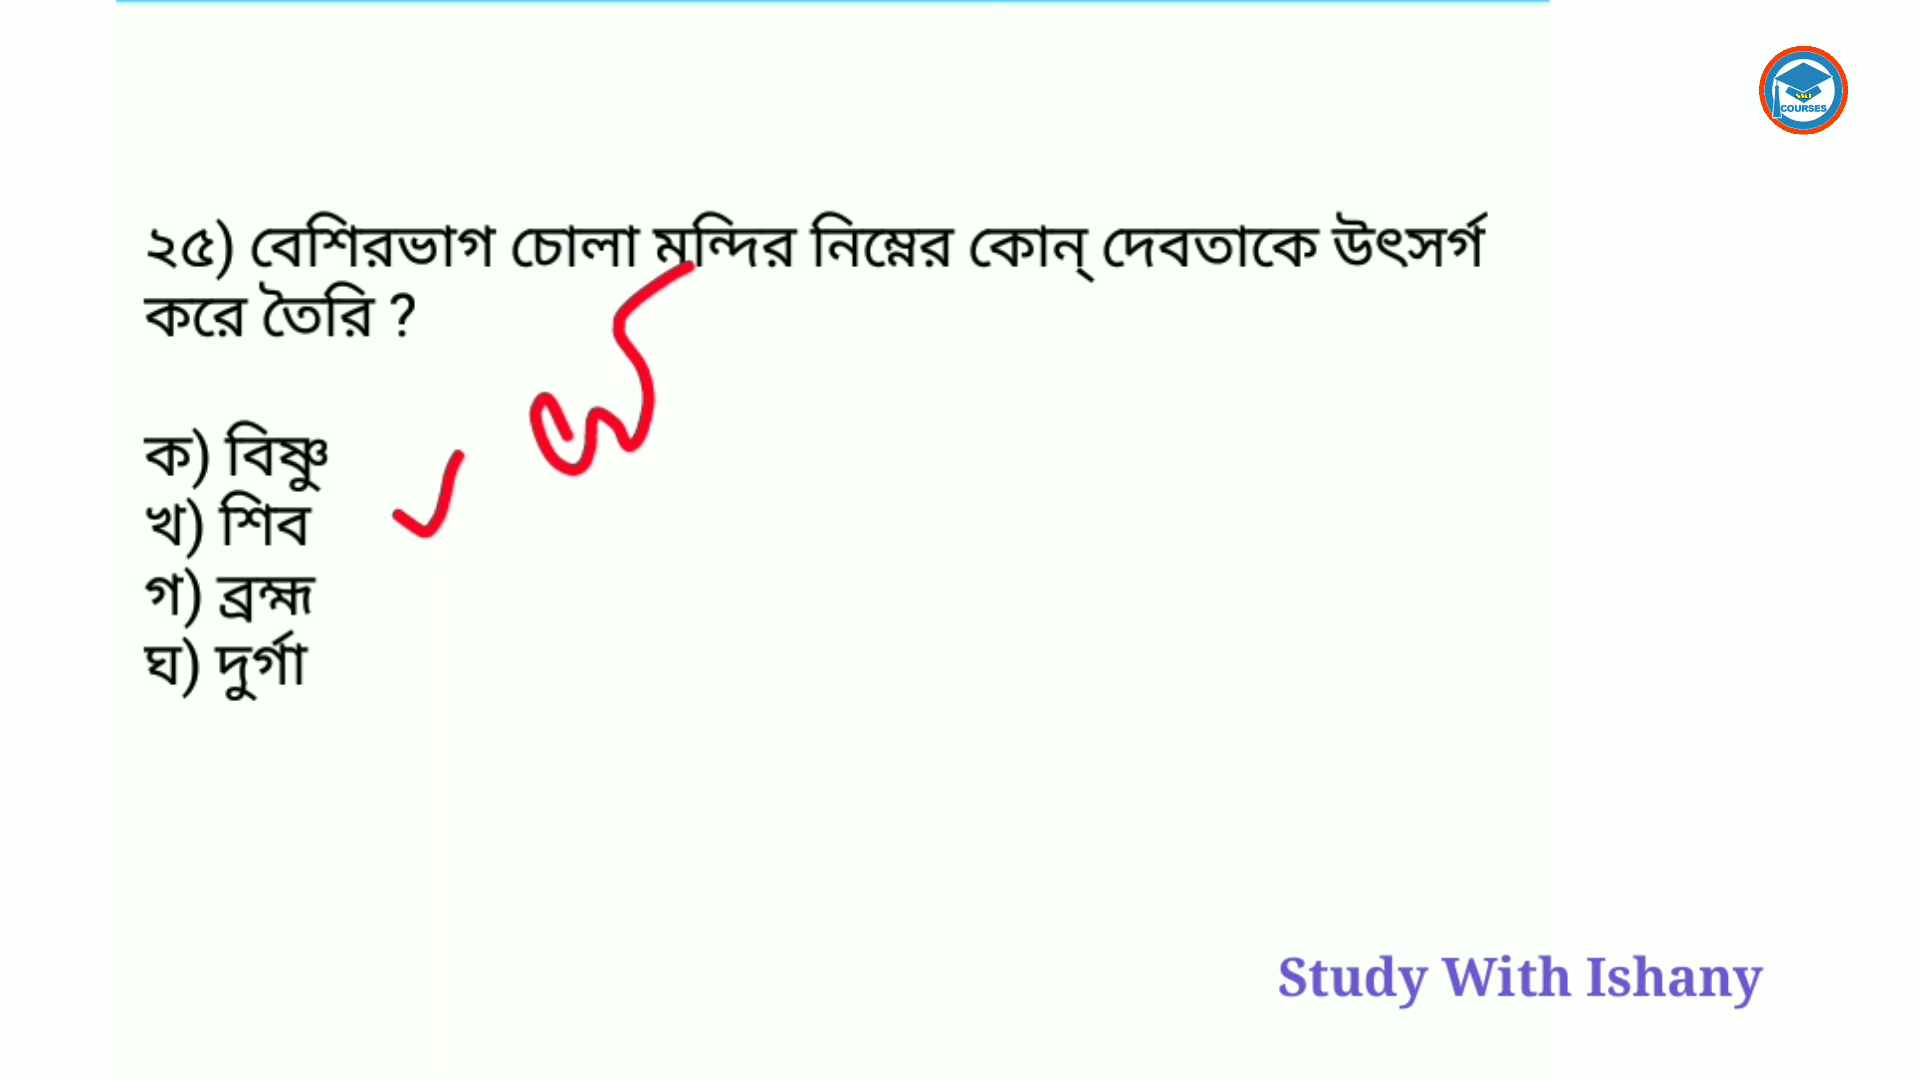 COURSES
২৫) বেশিরভাগ চোলা মন্দির নিম্নের কোন্ দেবতাকে উৎসর্গ
করে তৈরি ?
ক) বিষ্ণু
খ) শিব
গ) ব্রহ্ম
ঘ) দুর্গা
Study With Ishany